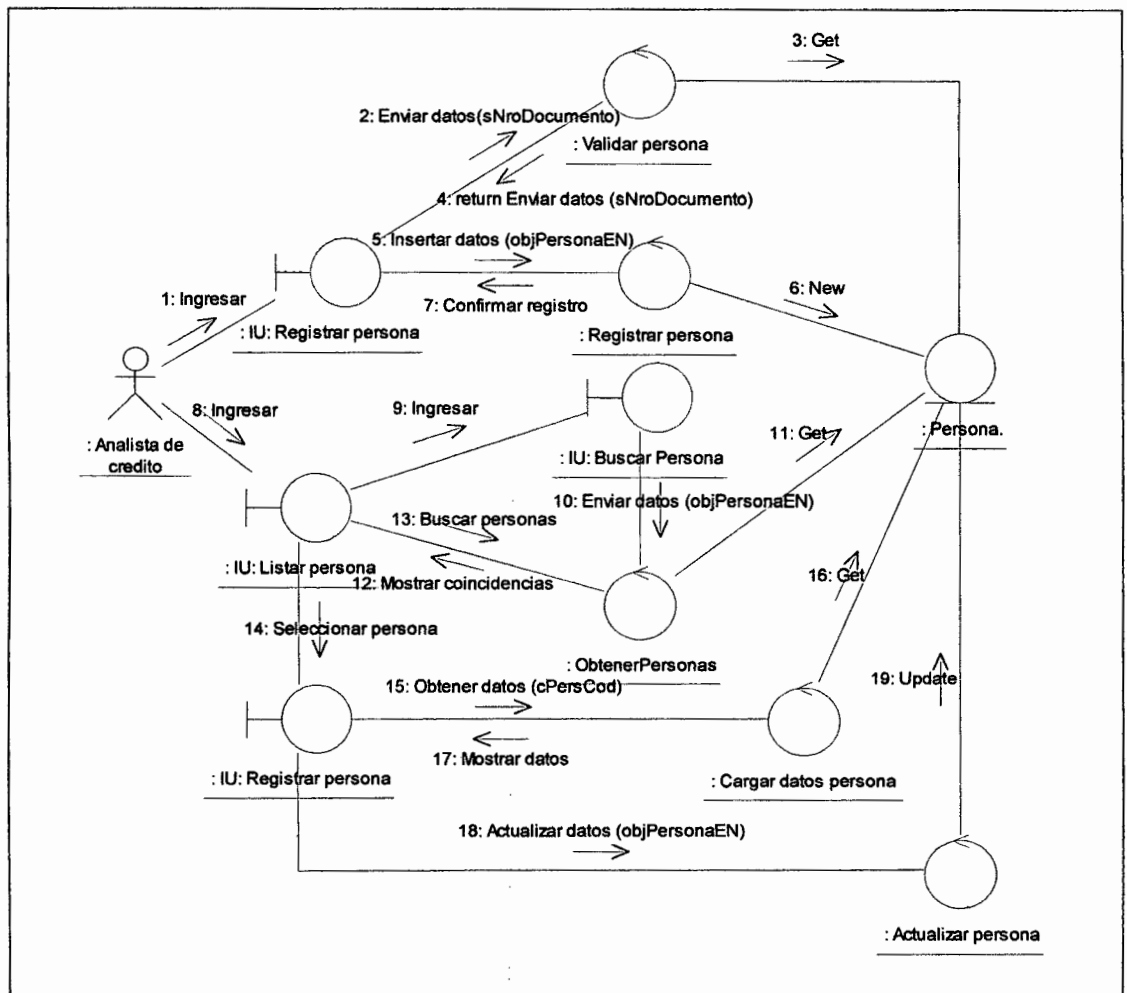 3: Get
2: Enviar datos(sNroDocumento)
: Validar persona
4: return Enviar datos (sNroDocumento)
5: Insertar datos (objPersonaEN)
1: Ingresar
7: Confirmar registro
6: New
: IU: Registrar persona
: Registrar persona
8: Ingresar
9: Ingresar
: Analista de
credito
11: Get
: Persona.
: IU: Buscar Persona
10: Enviar datos (objPersonaEN)
13: Buscar personas
: IU: Listar persona
12: Mostrar coincidencias
16: Get
14: Seleccionar persona
: ObtenerPersonas
15: Obtener datos (cPersCod)
19: Update
17: Mostrar datos
: IU: Registrar persona
: Cargar datos persona
18: Actualizar datos (objPersonaEN)
: Actualizar persona